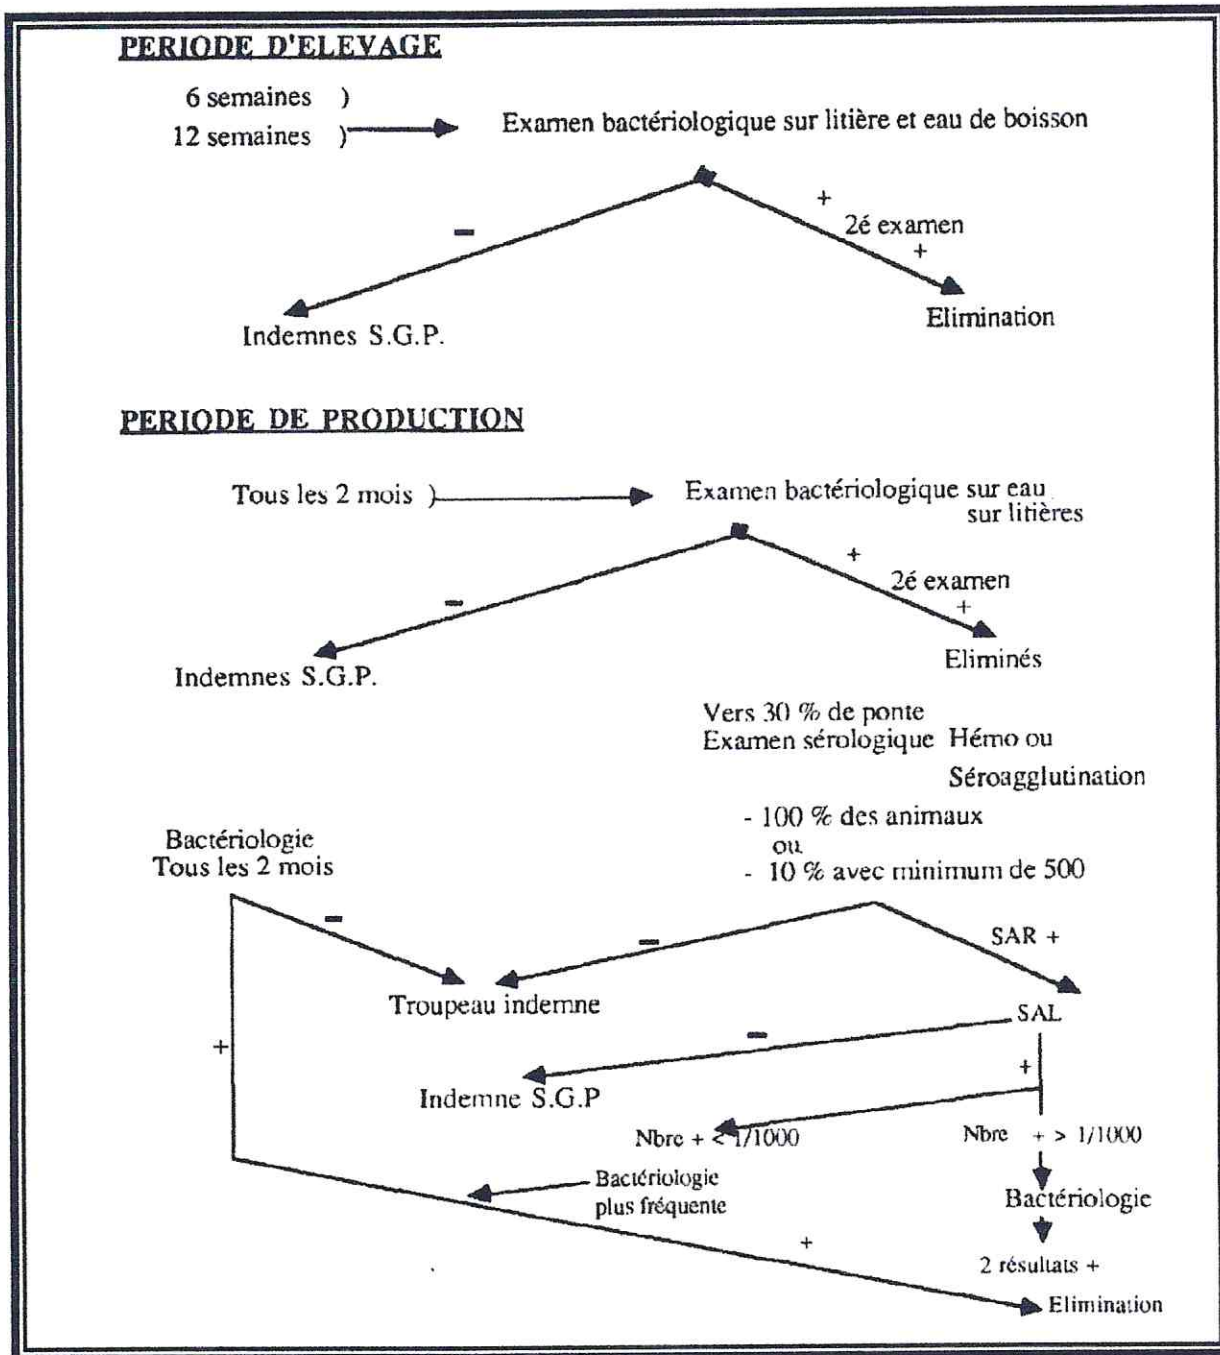 PERIODE D'ELEVAGE
6 semaines )
12 semaines )
Examen bactériologique sur litière et eau de boisson
+
2é examen
+
-
Indemnes S.G.P.
Elimination
PERIODE DE PRODUCTION
Tous les 2 mois )
Examen bactériologique sur eau
sur litières
+
2é examen
+
-
Indemnes S.G.P.
Eliminés
Vers 30 % de ponte
Examen sérologique Hémo ou
Séroagglutination
- 100 % des animaux
ou
- 10 % avec minimum de 500
Bactériologie
Tous les 2 mois
-
-
SAR +
Troupeau indemne
SAL
+
-
+
Indemne S.G.P
Nbre + < 1/1000
Nbre + > 1/1000
Bactériologie
plus fréquente
Bactériologie
+
2 résultats +
Elimination